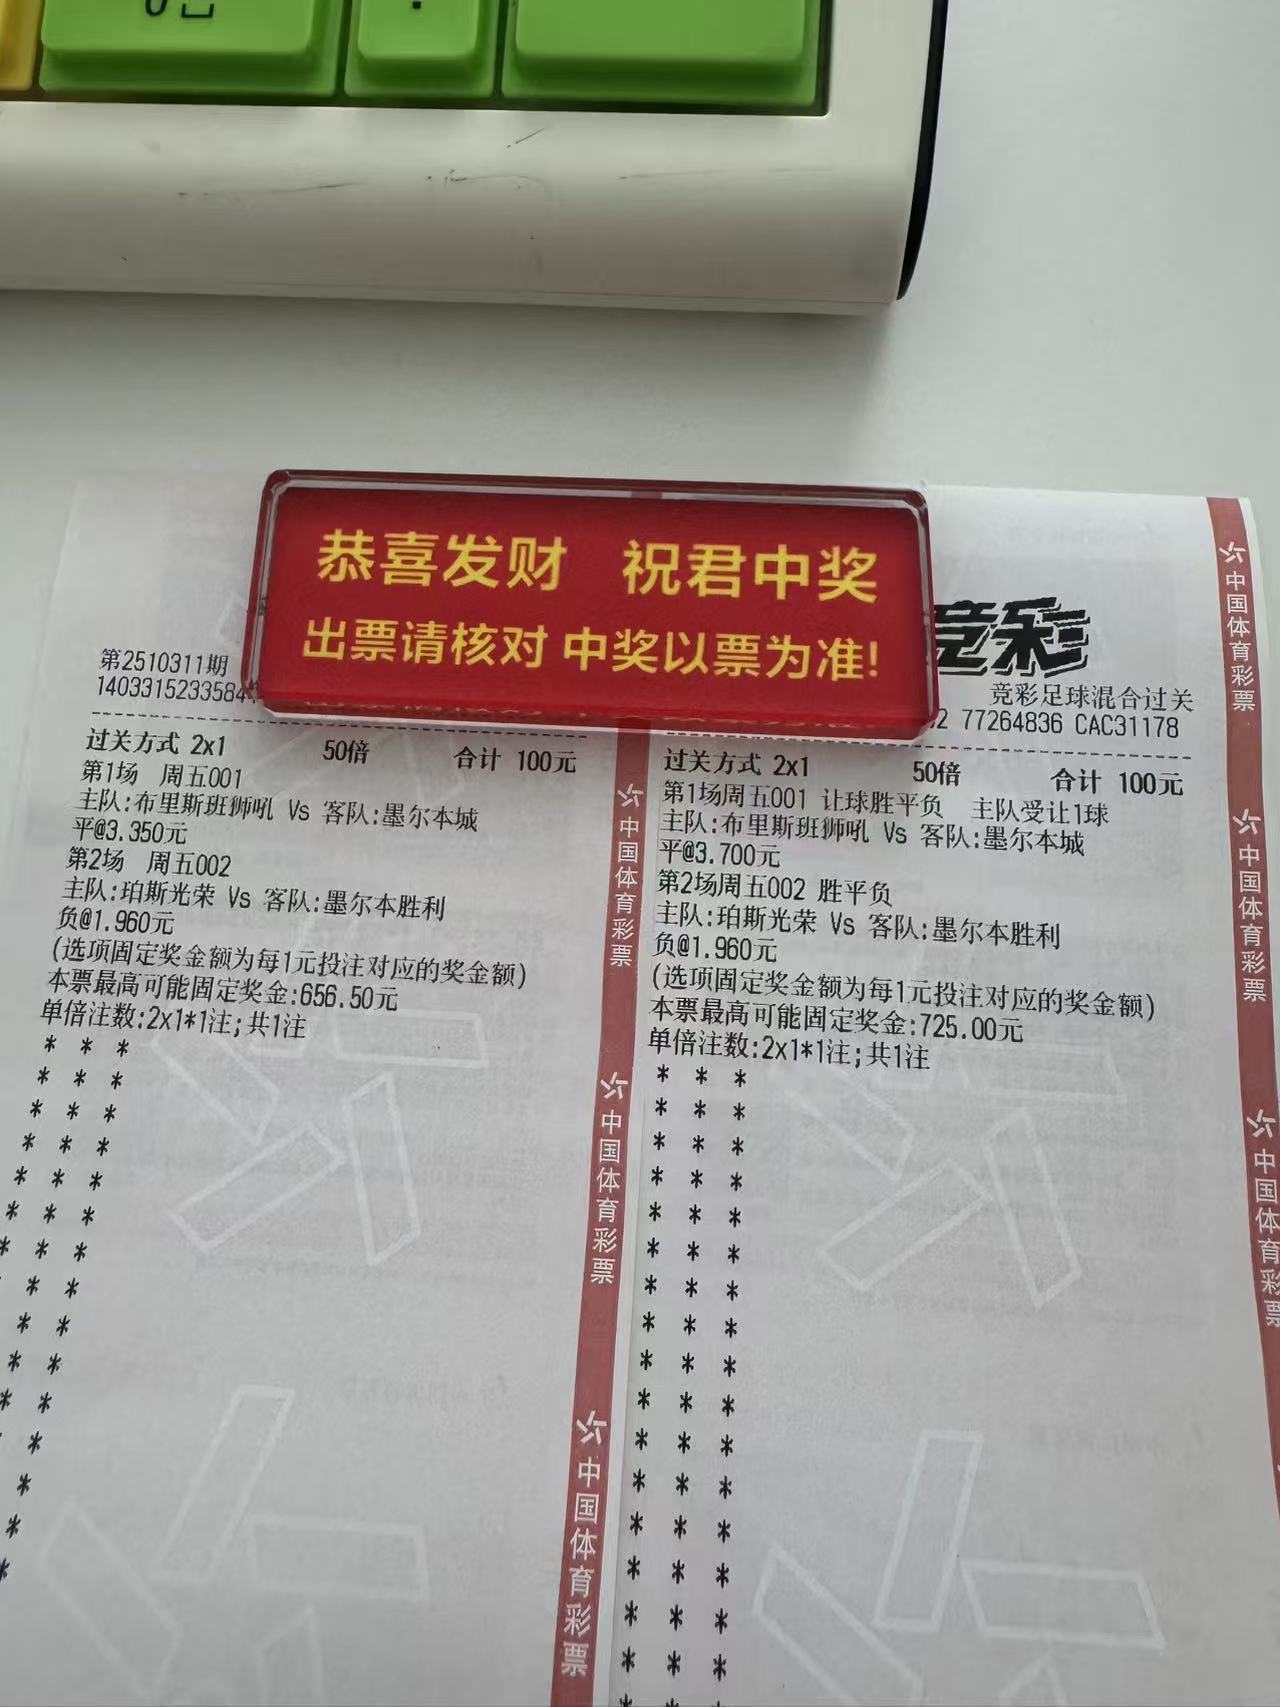 恭喜发财 祝君中奖
出票请核对 中奖以票为准!
第2510311期
1403315233584
过关方式 2x1 50倍 合计 100元
第1场 周五001
主队:布里斯班狮吼 Vs 客队:墨尔本城
平@3.350元
第2场 周五002
主队:珀斯光荣 Vs 客队:墨尔本胜利
负@1.960元
(选项固定奖金额为每1元投注对应的奖金额)
本票最高可能固定奖金:656.50元
单倍注数:2x1*1注;共1注
竞彩
竞彩足球混合过关
77264836 CAC31178
过关方式 2x1 50倍 合计 100元
第1场周五001 让球胜平负 主队受让1球
主队:布里斯班狮吼 Vs 客队:墨尔本城
平@3.700元
第2场周五002 胜平负
主队:珀斯光荣 Vs 客队:墨尔本胜利
负@1.960元
(选项固定奖金额为每1元投注对应的奖金额)
本票最高可能固定奖金:725.00元
单倍注数:2x1*1注;共1注
中国体育彩票
中国体育彩票
中国体育彩票
中国体育彩票
中国体育彩票
中国体育彩票